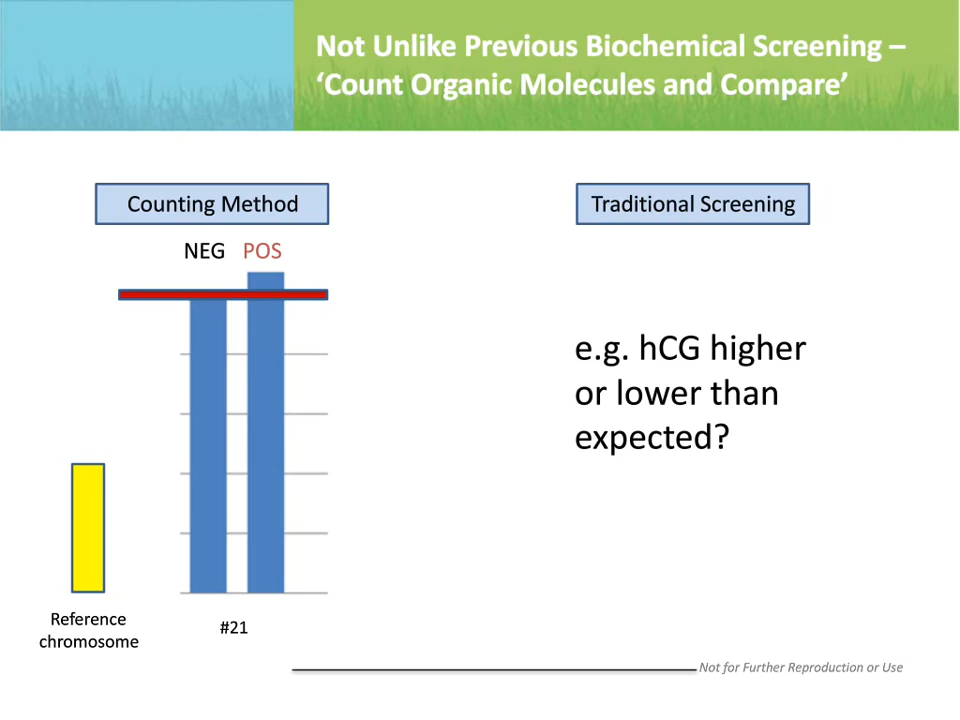 Not Unlike Previous Biochemical Screening –
‘Count Organic Molecules and Compare’
Counting Method
NEG POS
Reference
chromosome
#21
Traditional Screening
e.g. hCG higher
or lower than
expected?
Not for Further Reproduction or Use